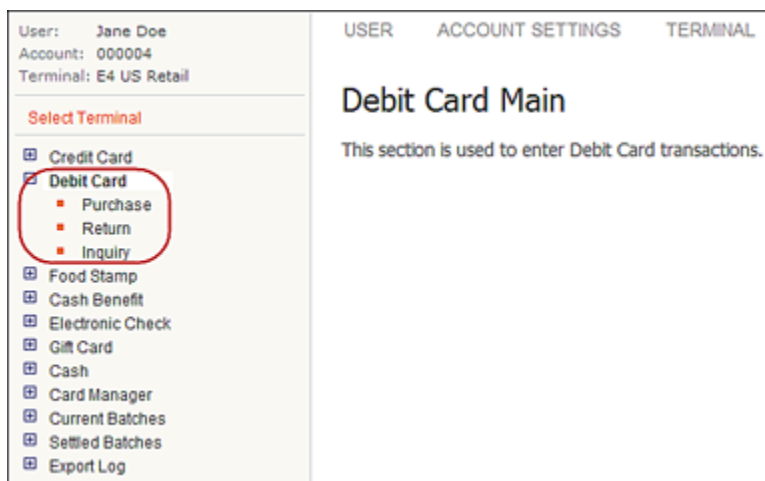 User: Jane Doe
Account: 000004
Terminal: E4 US Retail
Select Terminal
Credit Card
Debit Card
Purchase
Return
Inquiry
Food Stamp
Cash Benefit
Electronic Check
Gift Card
Cash
Card Manager
Current Batches
Settled Batches
Export Log
USER ACCOUNT SETTINGS TERMINAL
Debit Card Main
This section is used to enter Debit Card transactions.